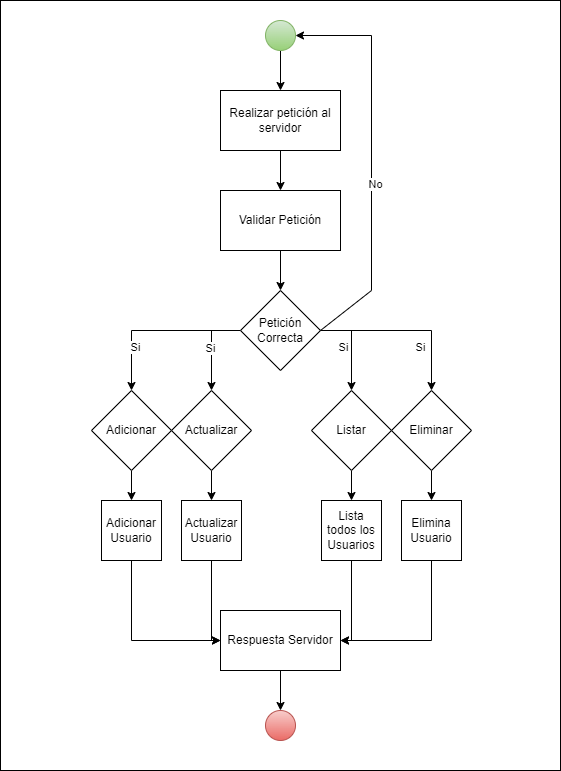 Realizar petición al
servidor
No
Validar Petición
Petición
Correcta
Si
Si
Si
Si
Adicionar
Actualizar
Listar
Eliminar
Adicionar
Usuario
Actualizar
Usuario
Lista
todos los
Usuarios
Elimina
Usuario
Respuesta Servidor